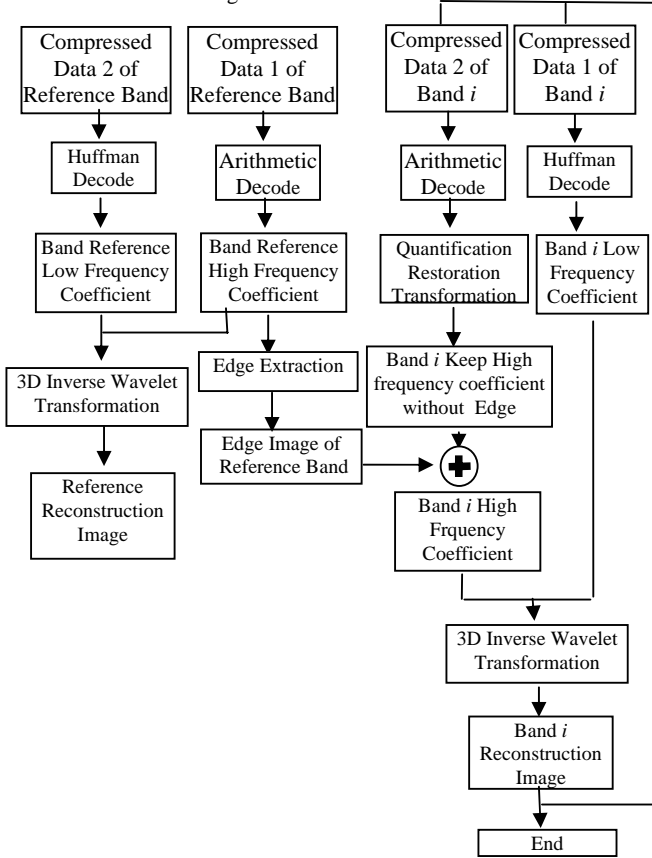 Compressed
Data 2 of
Reference Band
Compressed
Data 1 of
Reference Band
Compressed
Data 2 of
Band i
Compressed
Data 1 of
Band i
Huffman
Decode
Arithmetic
Decode
Arithmetic
Decode
Huffman
Decode
Band Reference
Low Frequency
Coefficient
Band Reference
High Frequency
Coefficient
Quantification
Restoration
Transformation
Band i Low
Frequency
Coefficient
3D Inverse Wavelet
Transformation
Edge Extraction
Band i Keep High
frequency coefficient
without Edge
Edge Image of
Reference Band
Reference
Reconstruction
Image
Band i High
Frquency
Coefficient
3D Inverse Wavelet
Transformation
Band i
Reconstruction
Image
End